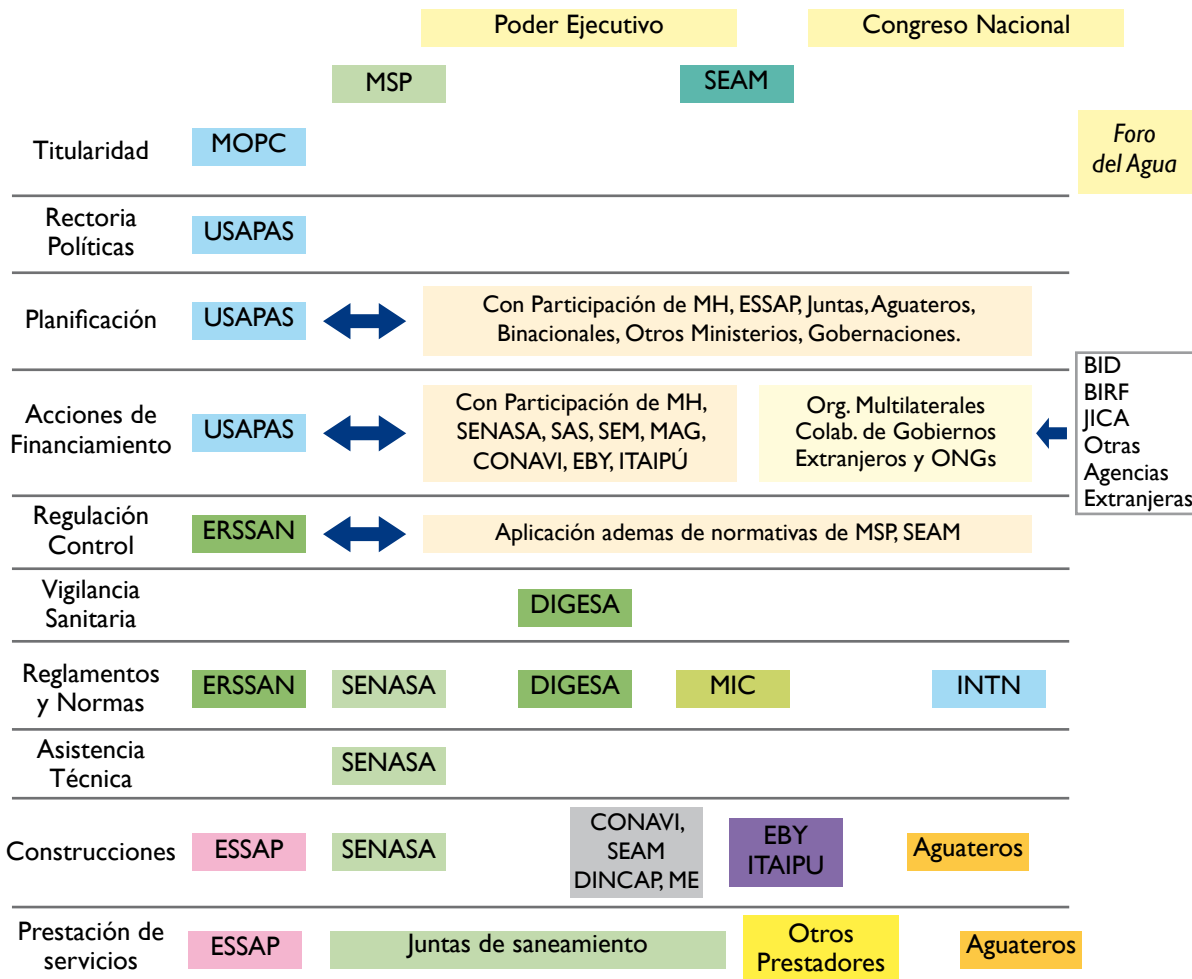 Poder Ejecutivo
Congreso Nacional
MSP
SEAM
Titularidad
MOPC
Foro
del Agua
Rectoria
Políticas
USAPAS
Planificación
USAPAS
Con Participación de MH, ESSAP, Juntas, Aguateros,
Binacionales, Otros Ministerios, Gobernaciones.
Acciones de
Financiamiento
USAPAS
Con Participación de MH,
SENASA, SAS, SEM, MAG,
CONAVI, EBY, ITAIPÚ
Org. Multilaterales
Colab. de Gobiernos
Extranjeros y ONGs
BID
BIRF
JICA
Otras
Agencias
Extranjeras
Regulación
Control
ERSSAN
Aplicación ademas de normativas de MSP, SEAM
Vigilancia
Sanitaria
DIGESA
Reglamentos
y Normas
ERSSAN
SENASA
DIGESA
MIC
INTN
Asistencia
Técnica
SENASA
Construcciones
ESSAP
SENASA
CONAVI,
SEAM
DINCAP, ME
EBY
ITAIPU
Aguateros
Prestación de
servicios
ESSAP
Juntas de saneamiento
Otros
Prestadores
Aguateros